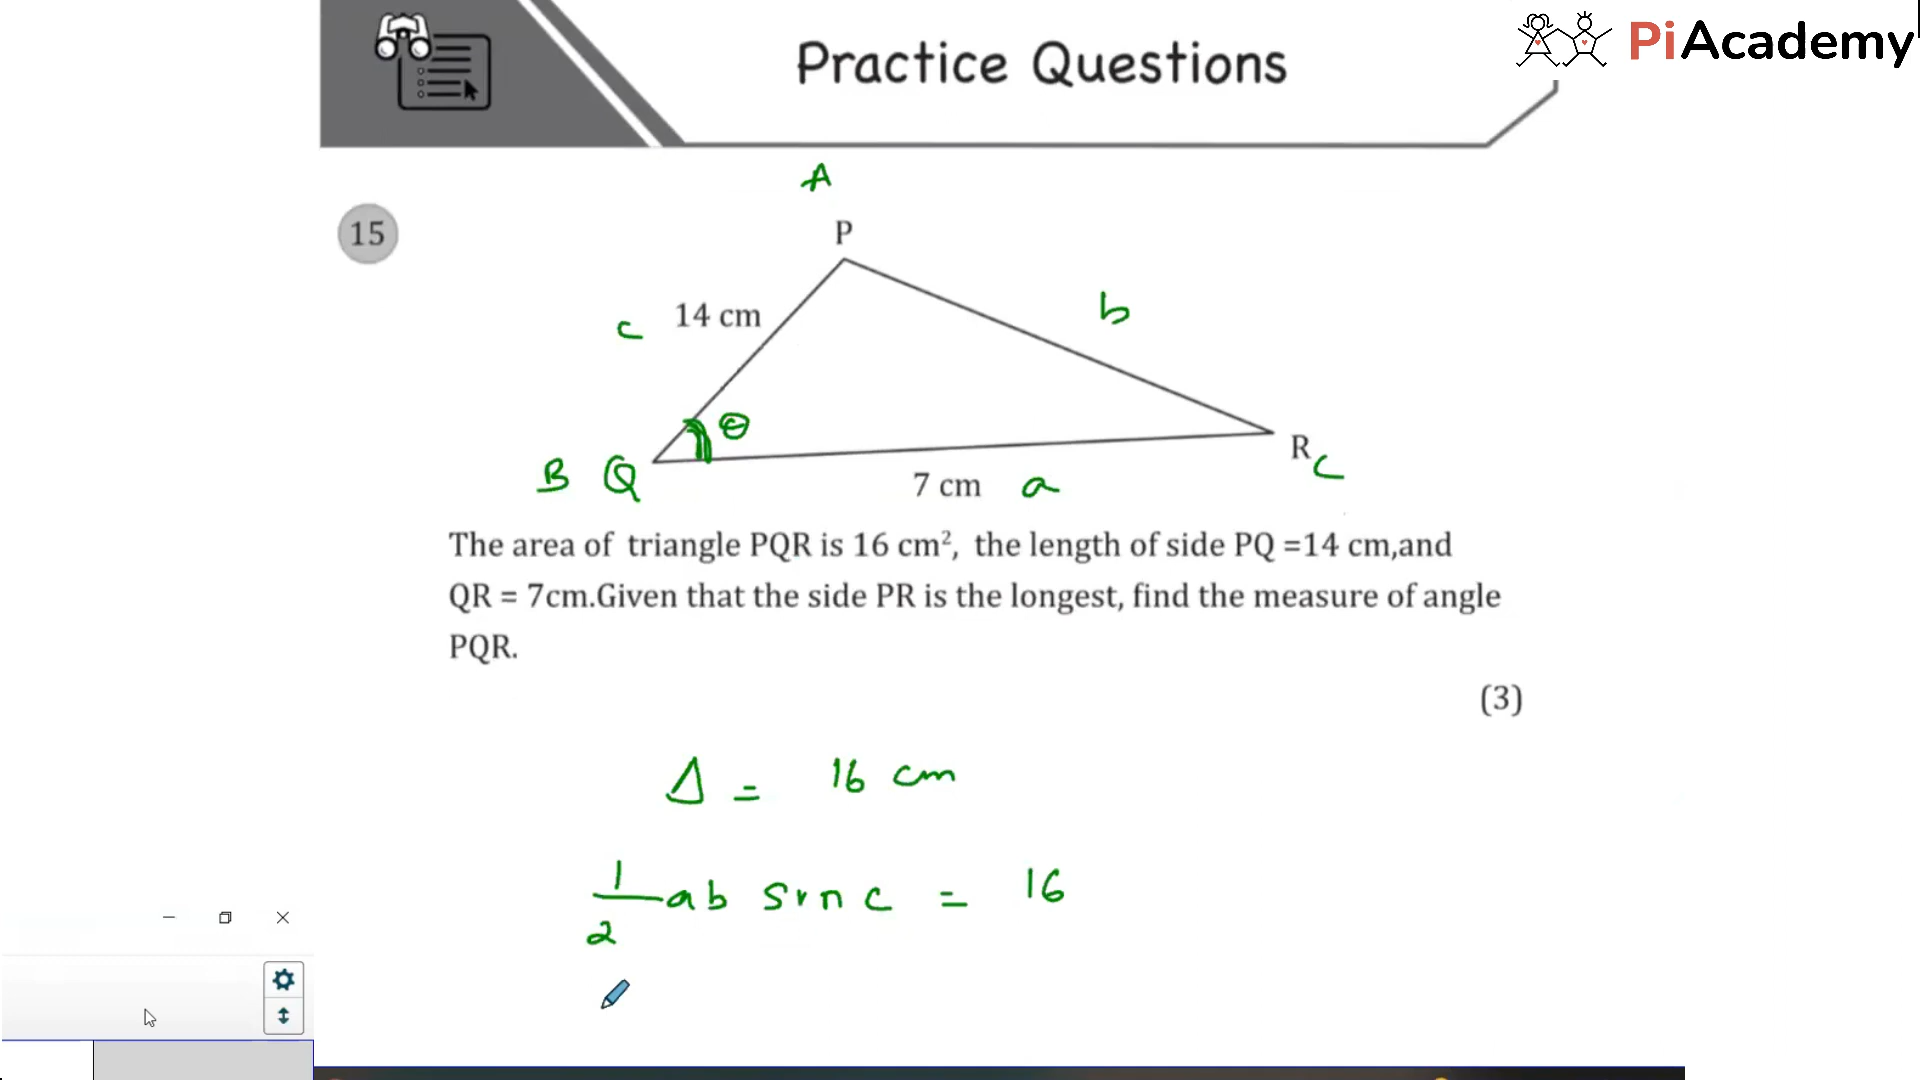 Practice Questions
PiAcademy
A
15
P
c 14 cm b
θ
B Q R C
7 cm a
The area of triangle PQR is 16 cm², the length of side PQ =14 cm,and
QR = 7cm.Given that the side PR is the longest, find the measure of angle
PQR.
(3)
Δ = 16 cm
1/2 ab sin c = 16